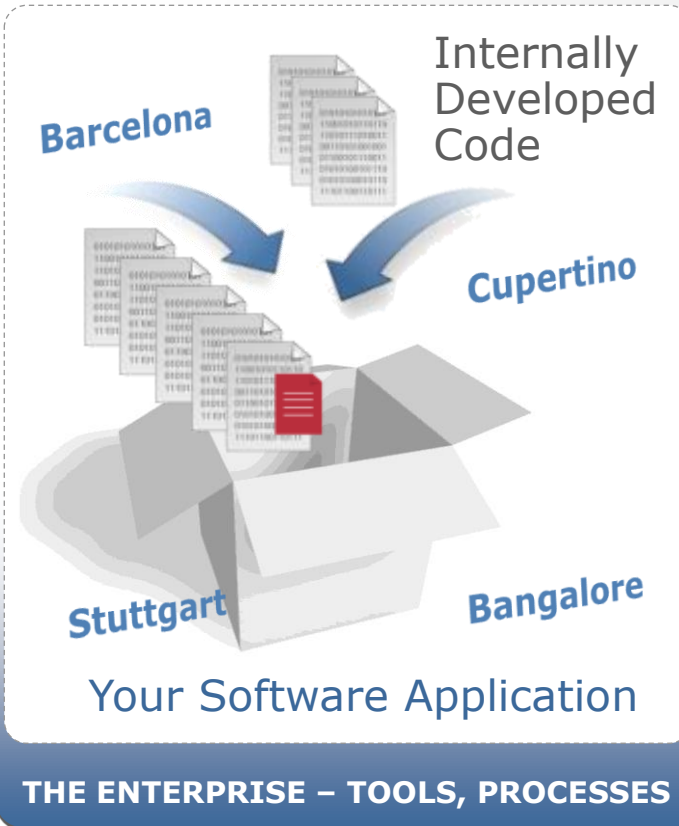 Internally
Developed
Code
Barcelona
Cupertino
Stuttgart
Bangalore
Your Software Application
THE ENTERPRISE – TOOLS, PROCESSES